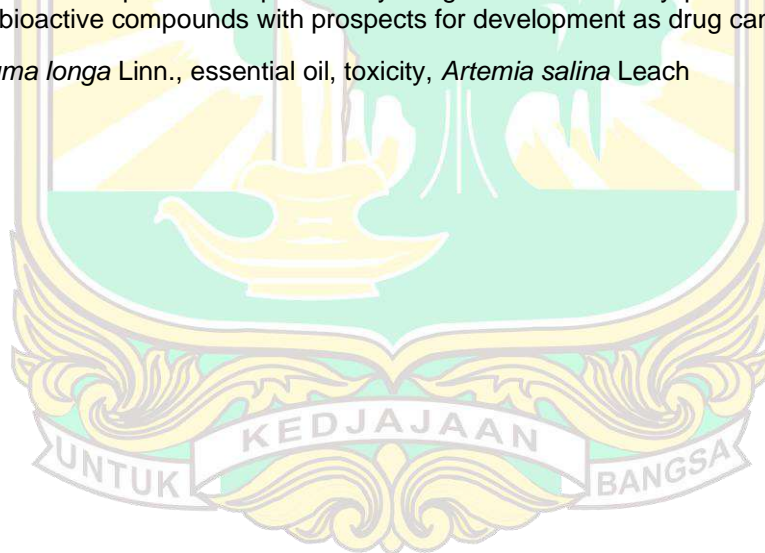 bioactive compounds with prospects for development as drug
ma longa Linn., essential oil, toxicity, Artemia salina Leach
KEDJAJAAN
UNTUK
BANGSA